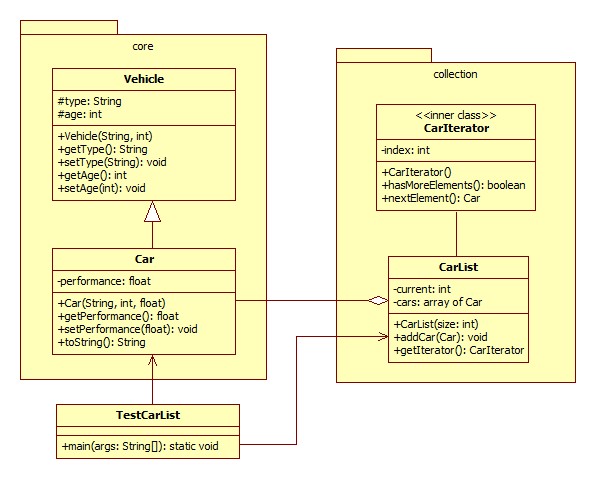 core
Vehicle
#type: String
#age: int
+Vehicle(String, int)
+getType(): String
+setType(String): void
+getAge(): int
+setAge(int): void
Car
-performance: float
+Car(String, int, float)
+getPerformance(): float
+setPerformance(float): void
+toString(): String
TestCarList
+main(args: String[]): static void
collection
<<inner class>>
CarIterator
-index: int
+CarIterator()
+hasMoreElements(): boolean
+nextElement(): Car
CarList
-current: int
-cars: array of Car
+CarList(size: int)
+addCar(Car): void
+getIterator(): CarIterator